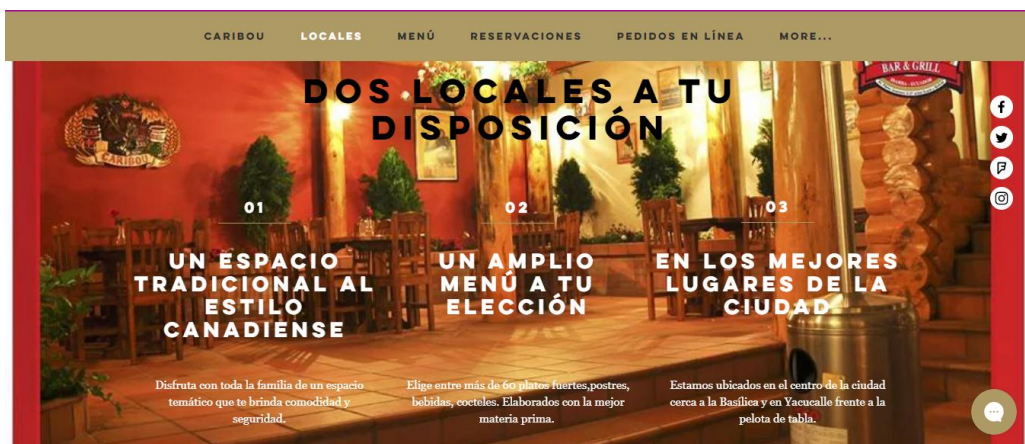 CARIBOU LOCALES MENÚ RESERVACIONES PEDIDOS EN LÍNEA MORE...
BAR & GRILL
DOS LOCALES A TU
DISPOSICIÓN
CARIBOU
01
UN ESPACIO
TRADICIONAL AL
ESTILO
CANADIENSE
Disfruta con toda la familia de un espacio
temático que te brinda comodidad y
seguridad.
02
UN AMPLIO
MENÚ A TU
ELECCIÓN
Elige entre más de 60 platos fuertes,postres,
bebidas, cocteles. Elaborados con la mejor
materia prima.
03
EN LOS MEJORES
LUGARES DE LA
CIUDAD
Estamos ubicados en el centro de la ciudad
cerca a la Basílica y en Yacucalle frente a la
pelota de tabla.